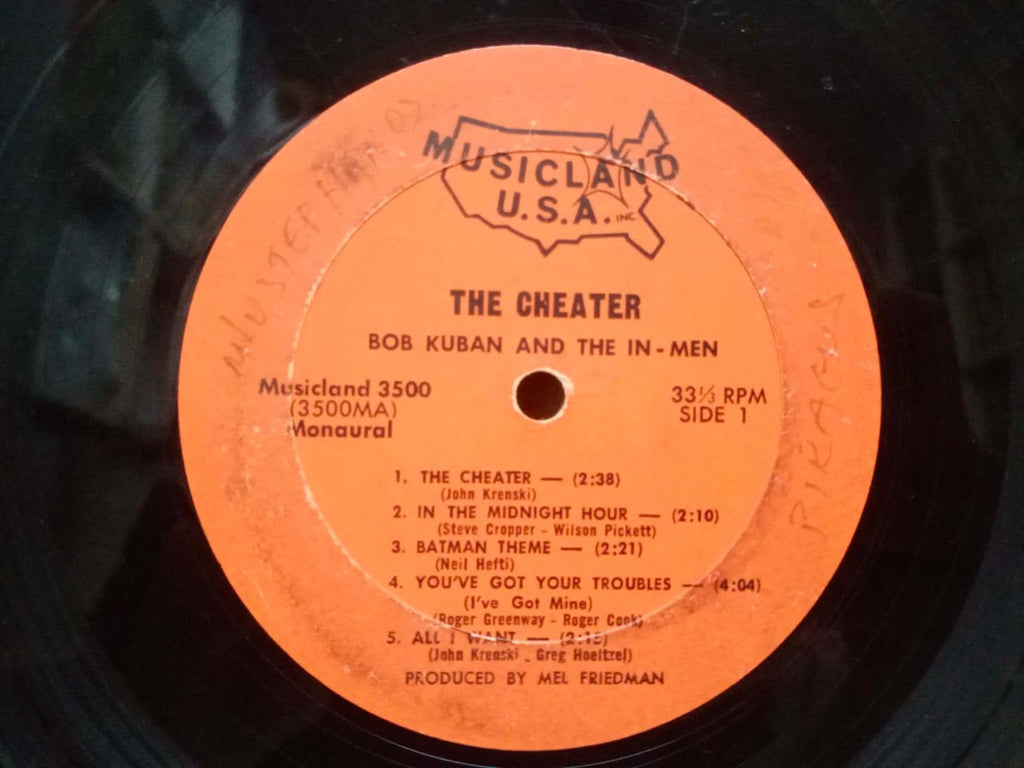 MUSICLAND
U.S.A. INC
THE CHEATER
BOB KUBAN AND THE IN-MEN
Musicland 3500
(3500MA)
Monaural
33⅓ RPM
SIDE 1
1. THE CHEATER — (2:38)
(John Krenski)
2. IN THE MIDNIGHT HOUR — (2:10)
(Steve Cropper - Wilson Pickett)
3. BATMAN THEME — (2:21)
(Neil Hefti)
4. YOU'VE GOT YOUR TROUBLES — (4:04)
(I've Got Mine)
(Roger Greenway - Roger Cook)
5. ALL I WANT —
(John Krenski - Greg Hoeltzel)
PRODUCED BY MEL FRIEDMAN